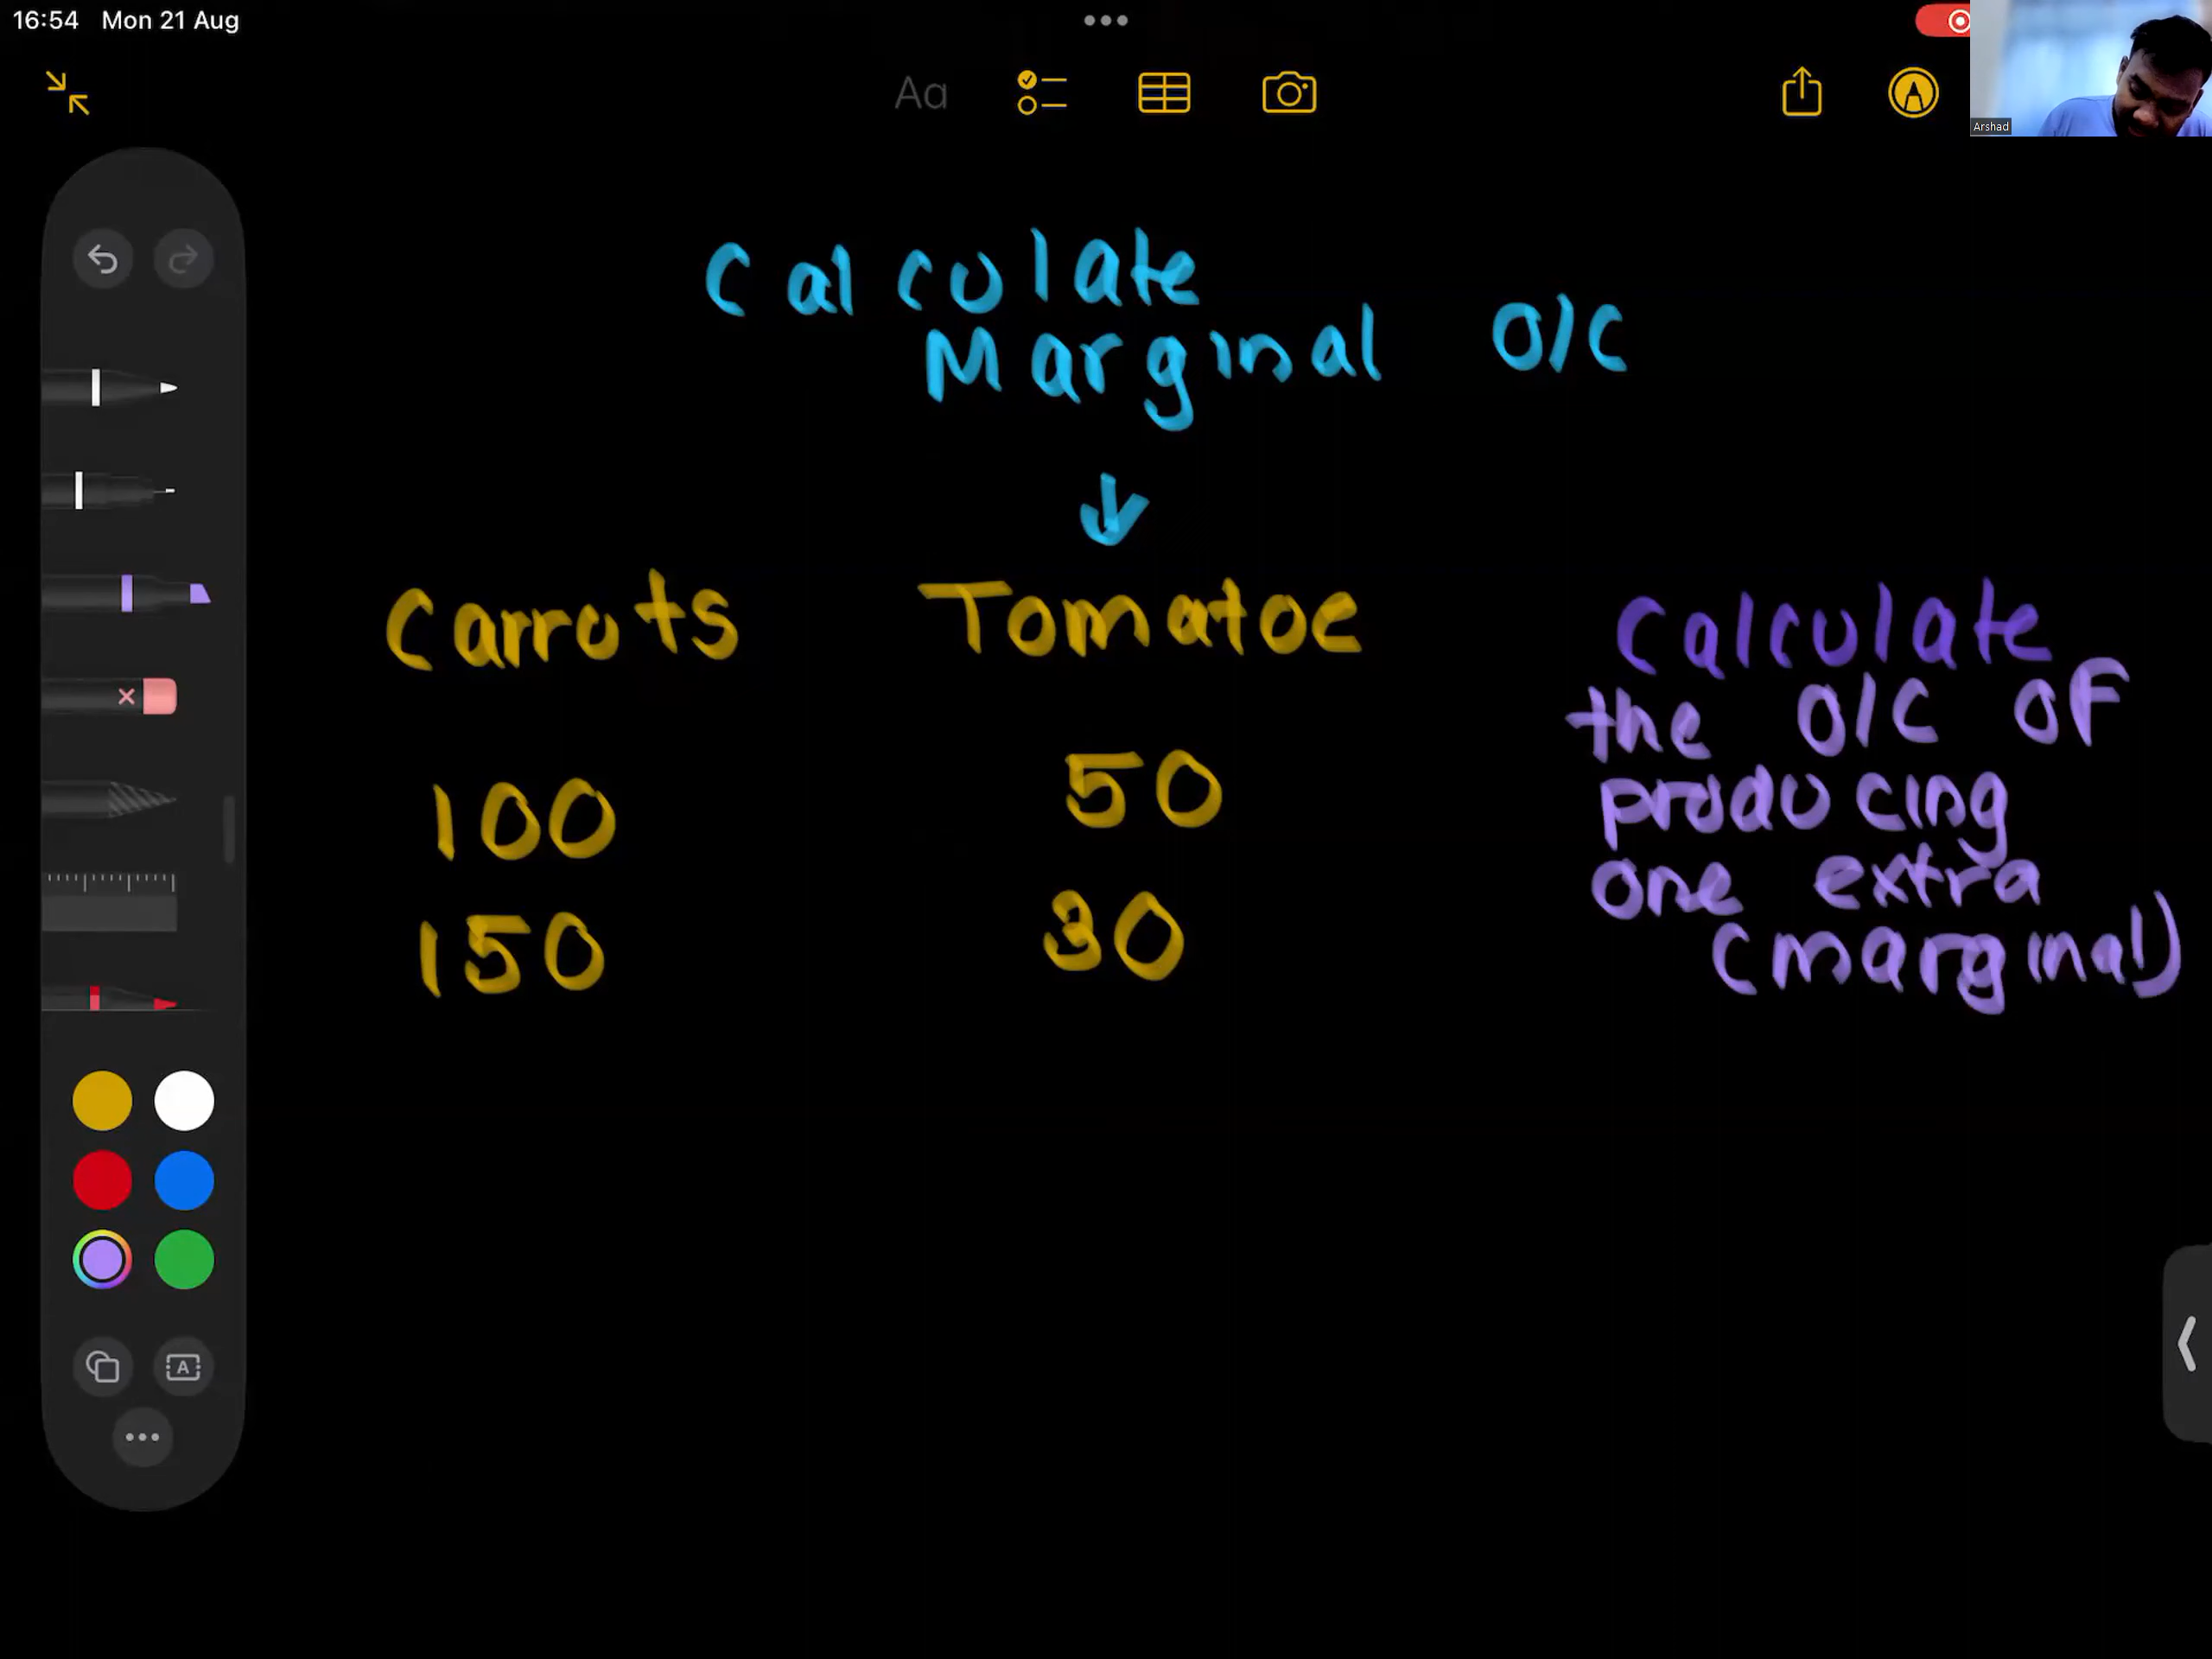 16:54 Mon 21 Aug
Aa
Arshad
Calculate
Marginal O/C
Carrots Tomatoe
100 50
150 30
Calculate
the O/C OF
producing
one extra
(marginal)
A